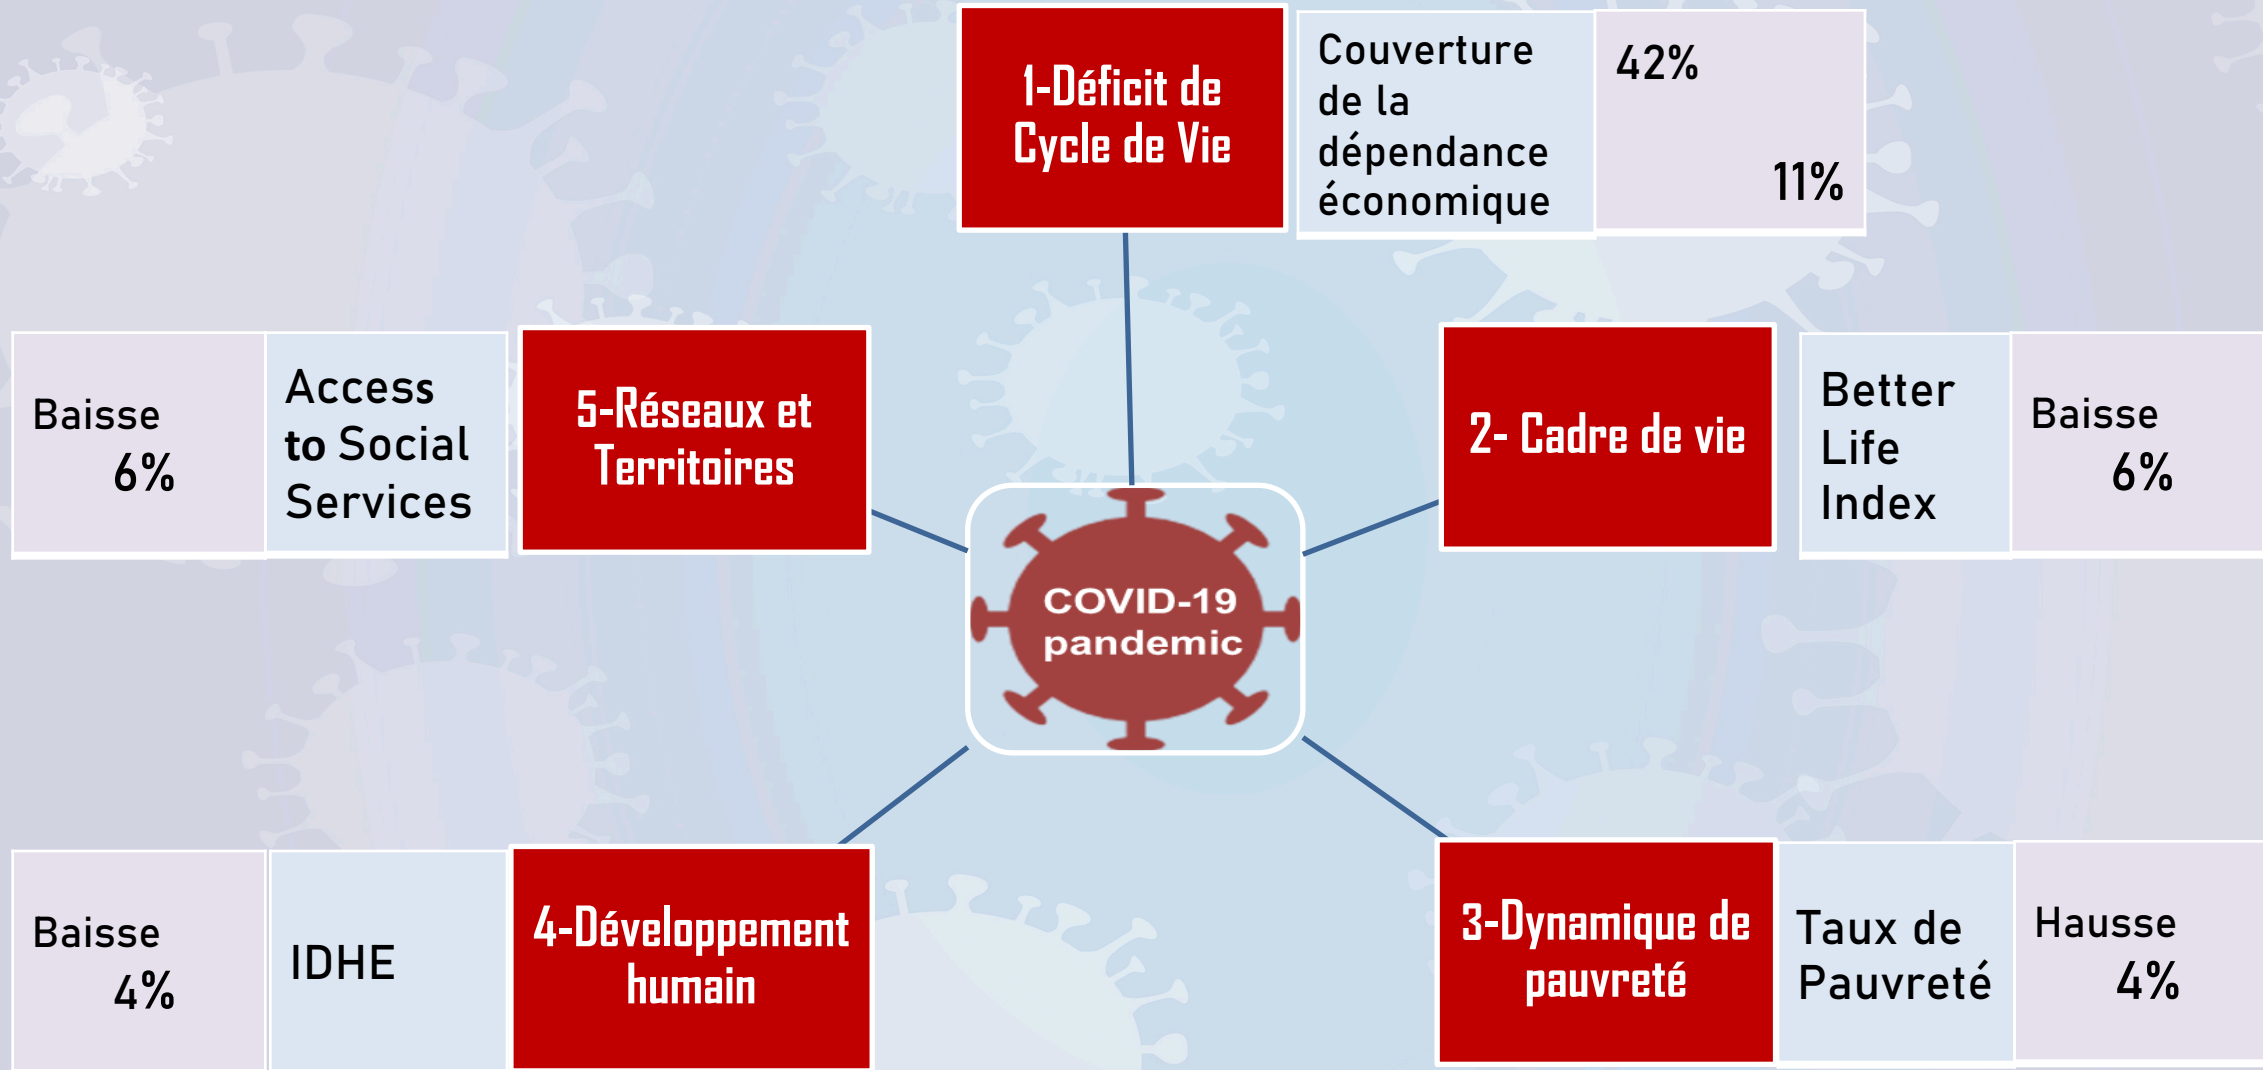 1-Déficit de
Cycle de Vie
Couverture
de la
dépendance
économique
42%
11%
Baisse
6%
Access
to Social
Services
5-Réseaux et
Territoires
2- Cadre de vie
Better
Life
Index
Baisse
6%
COVID-19
pandemic
Baisse
4%
IDHE
4-Développement
humain
3-Dynamique de
pauvreté
Taux de
Pauvreté
Hausse
4%